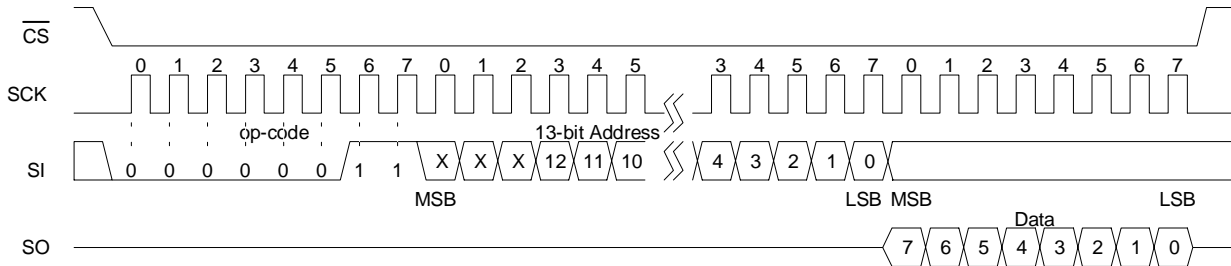 CS
0 1 2 3 4 5 6 7 0 1 2 3 4 5 3 4 5 6 7 0 1 2 3 4 5 6 7
SCK
op-code 13-bit Address
SI 0 0 0 0 0 0 1 1 X X X 12 11 10 4 3 2 1 0
MSB LSB MSB LSB
Data
SO 7 6 5 4 3 2 1 0